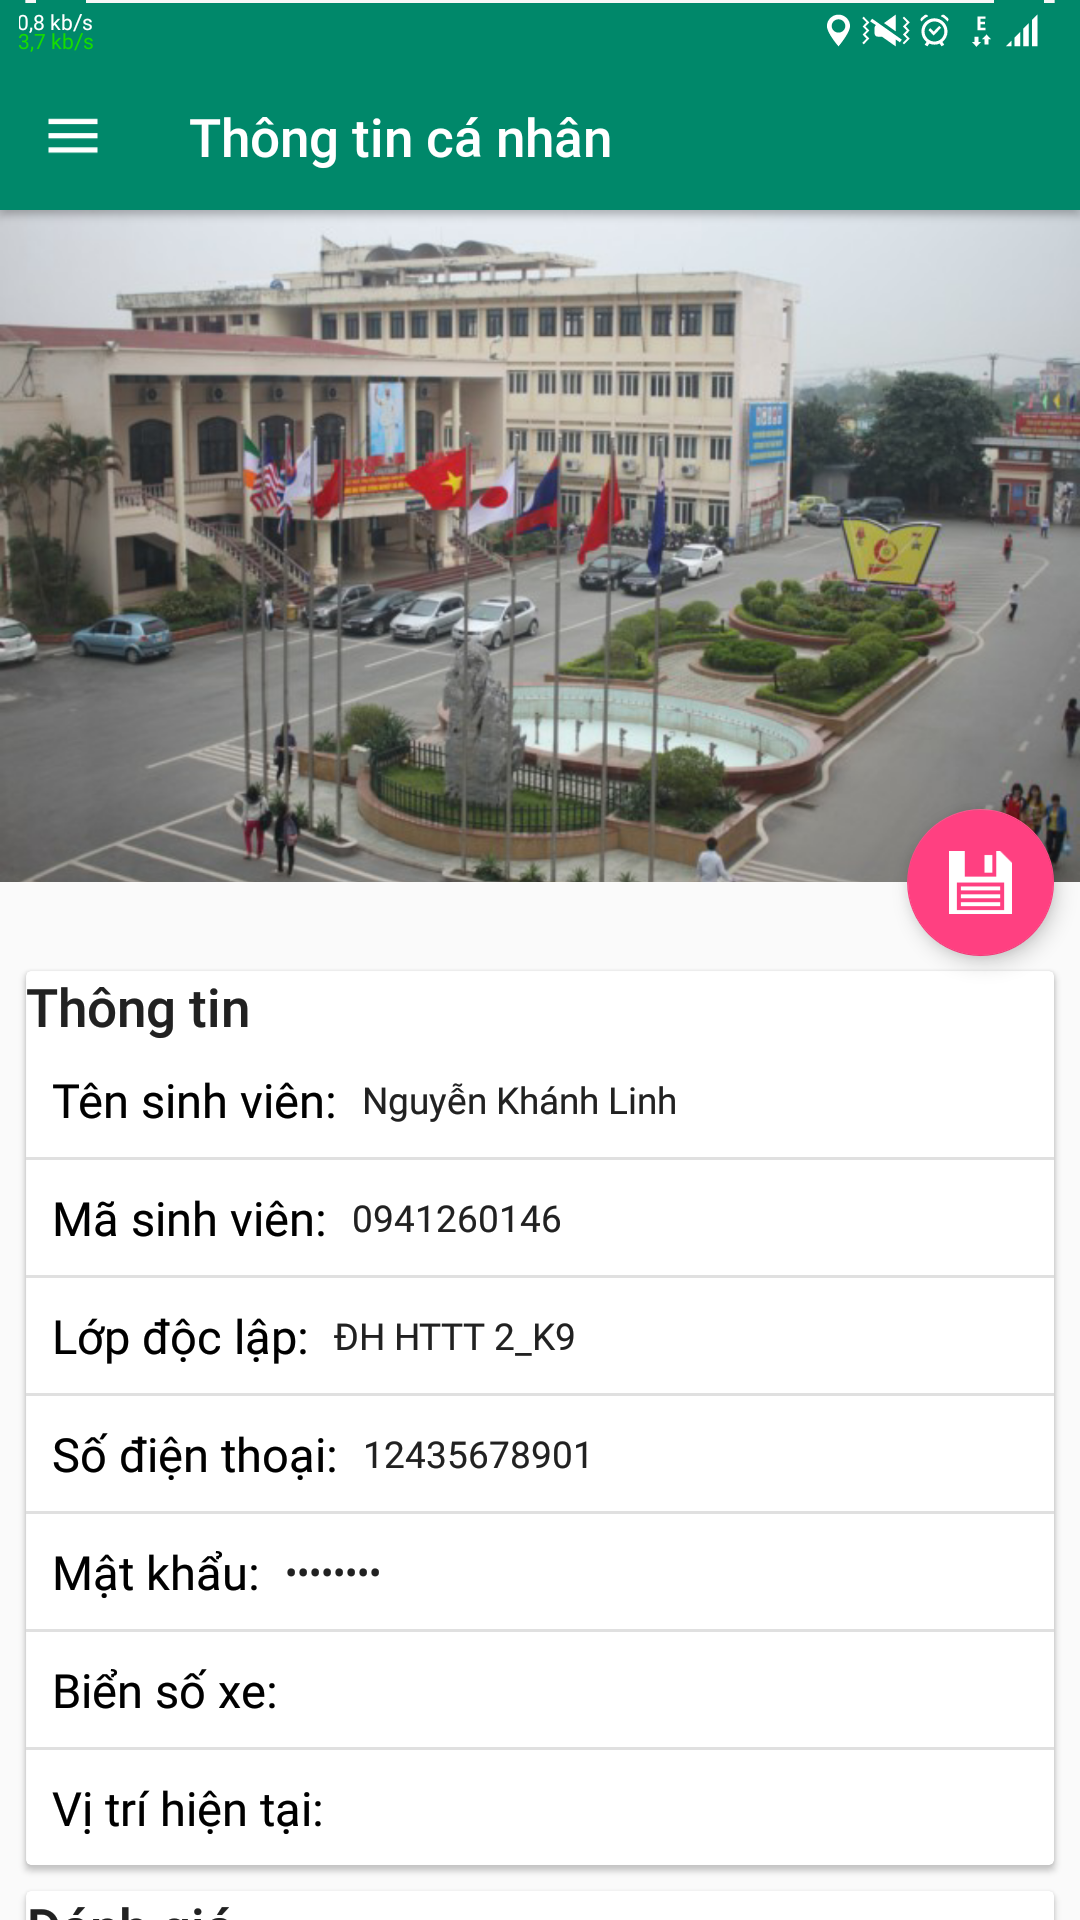 0,8 kb/s
3,7 kb/s
E
Thông tin cá nhân
Thông tin
Tên sinh viên: Nguyễn Khánh Linh
Mã sinh viên: 0941260146
Lớp độc lập: ĐH HTTT 2_K9
Số điện thoại: 12435678901
Mật khẩu: ••••••••
Biển số xe:
Vị trí hiện tại:
Đánh giá